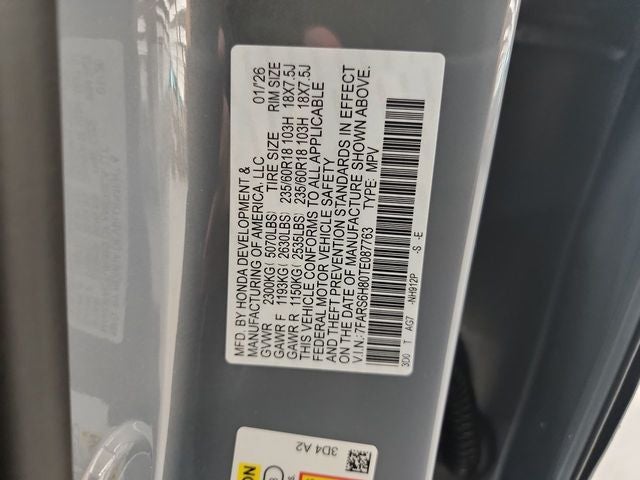 MFD. BY HONDA DEVELOPMENT &
MANUFACTURING OF AMERICA, LLC 01/26
GVWR 2300KG( 5070LBS) TIRE SIZE RIM SIZE
GAWR F 1193KG( 2630LBS) 235/60R18 103H 18X7.5J
GAWR R 1150KG( 2535LBS) 235/60R18 103H 18X7.5J
THIS VEHICLE CONFORMS TO ALL APPLICABLE
FEDERAL MOTOR VEHICLE SAFETY
AND THEFT PREVENTION STANDARDS IN EFFECT
ON THE DATE OF MANUFACTURE SHOWN ABOVE.
V.I.N.:7FARS6H80TE087763 TYPE: MPV
3D0 T AG7 -NH912P -S -E
3D4 A2